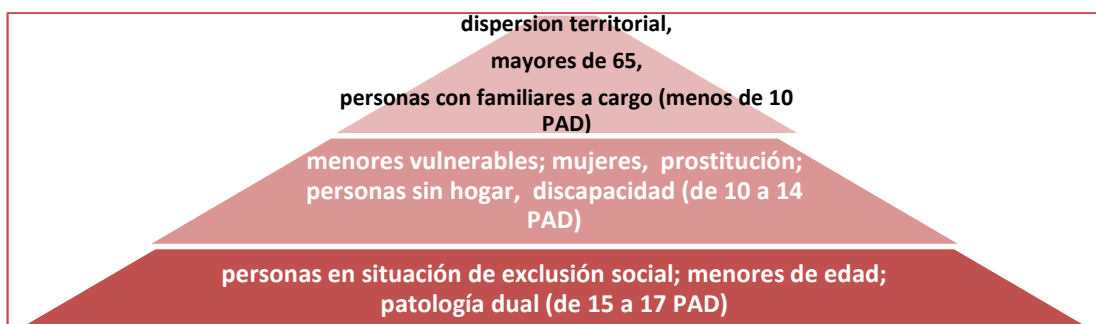 dispersion territorial,
mayores de 65,
personas con familiares a cargo (menos de 10
PAD)
menores vulnerables; mujeres, prostitución;
personas sin hogar, discapacidad (de 10 a 14
PAD)
personas en situación de exclusión social; menores de edad;
patología dual (de 15 a 17 PAD)